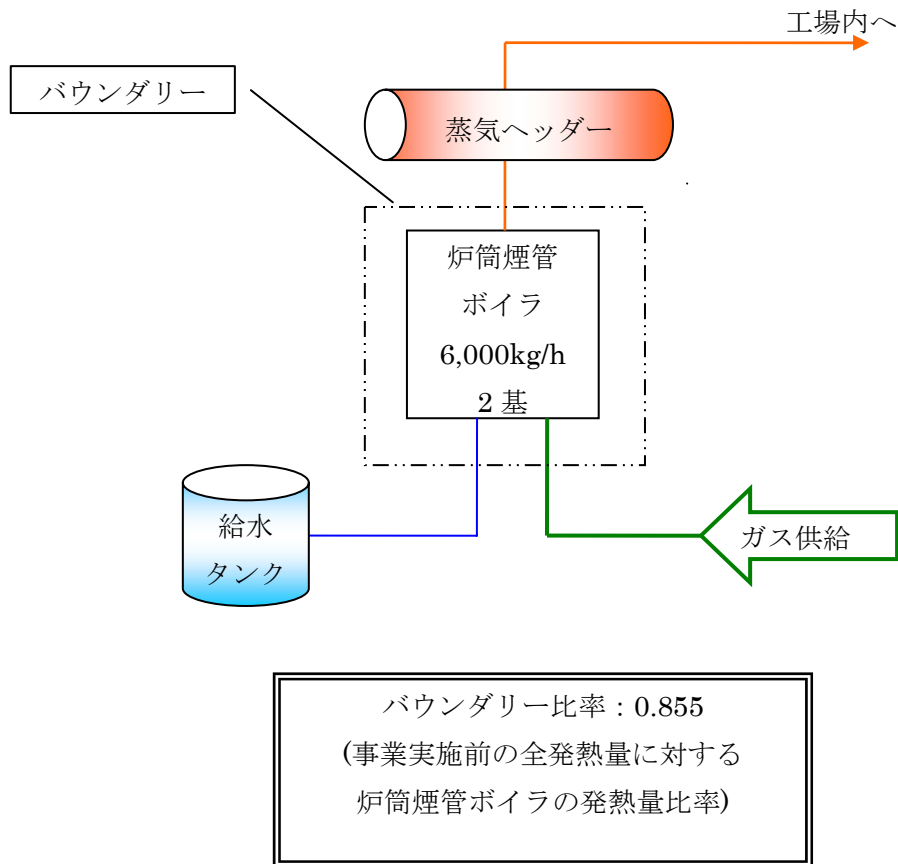 工場内へ
バウンダリー
蒸気ヘッダー
炉筒煙管
ボイラ
6,000kg/h
2 基
給水
タンク
ガス供給
バウンダリー比率：0.855
(事業実施前の全発熱量に対する
炉筒煙管ボイラの発熱量比率)